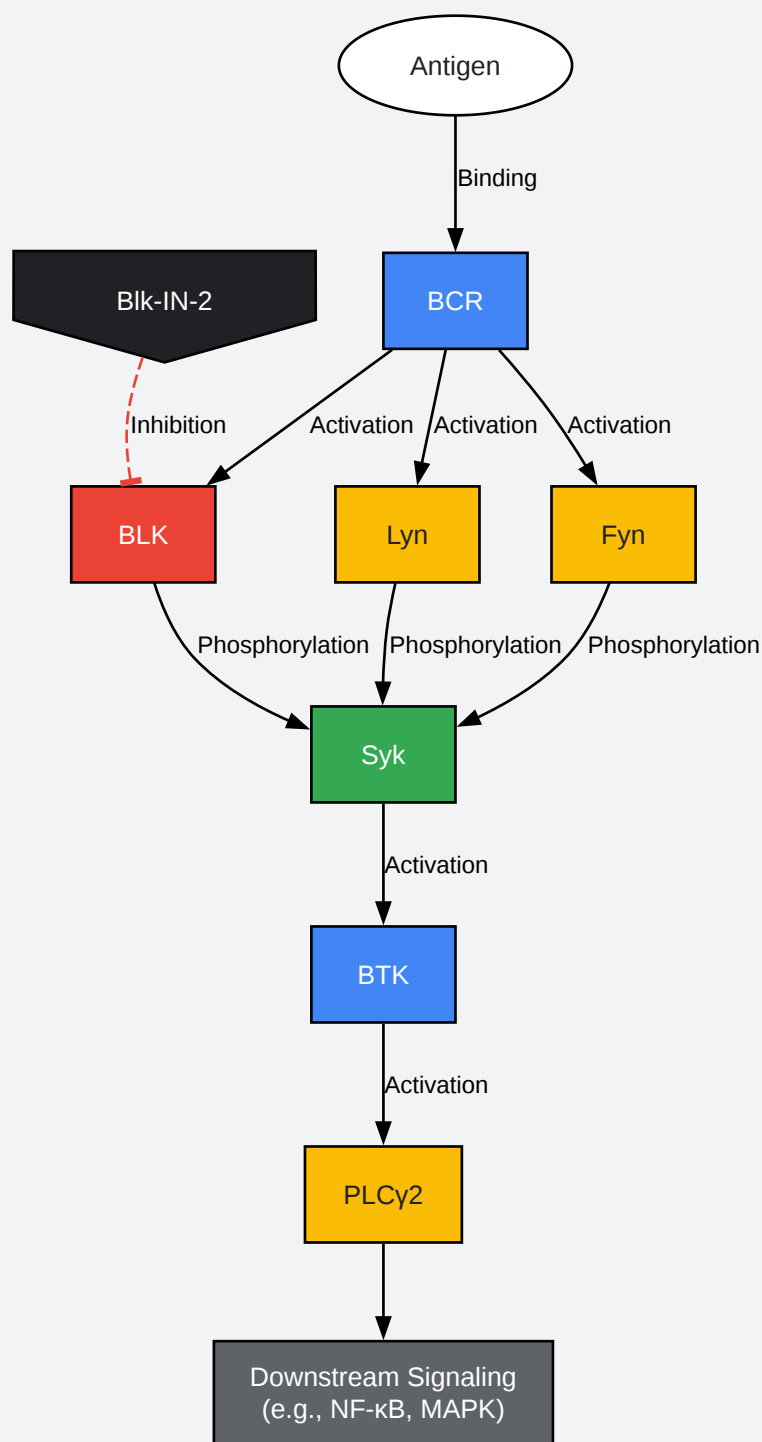 Antigen
Binding
Blk-IN-2
BCR
Inhibition
Activation
Activation
Activation
BLK
Lyn
Fyn
Phosphorylation
Phosphorylation
Phosphorylation
Syk
Activation
BTK
Activation
PLCγ2
Downstream Signaling
(e.g., NF-κB, MAPK)